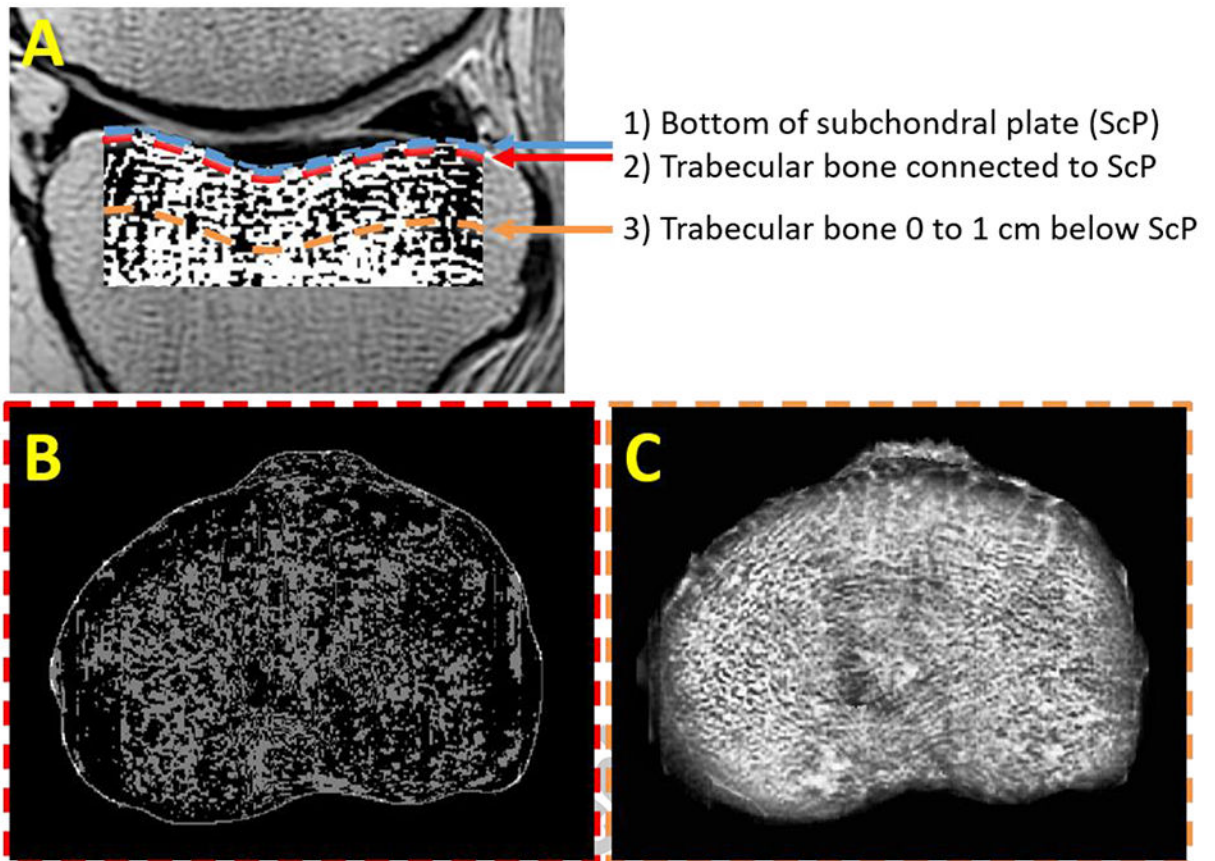 A
1) Bottom of subchondral plate (ScP)
2) Trabecular bone connected to ScP
3) Trabecular bone 0 to 1 cm below ScP
B
C